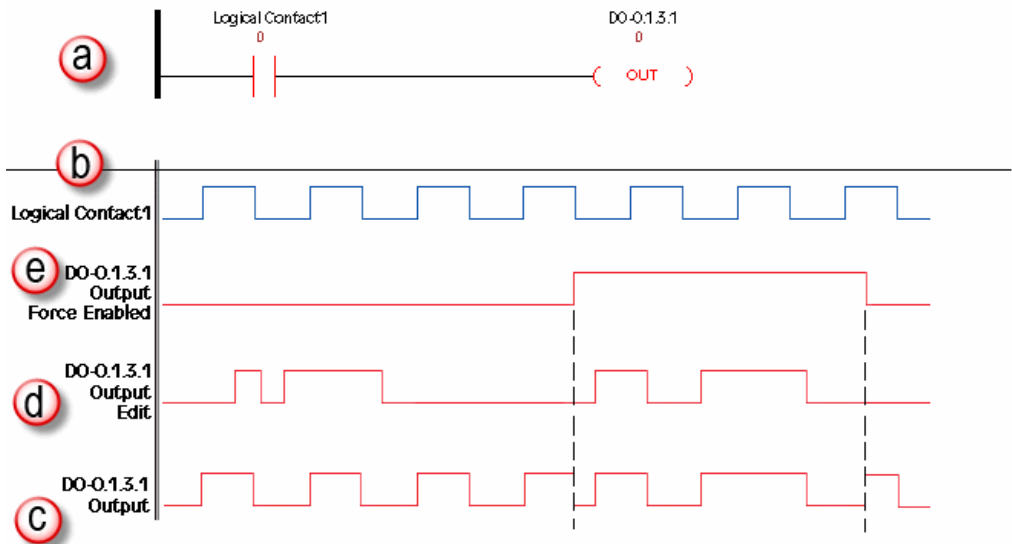 Logical Contact1
DO-0.1.3.1
0
0
a
( OUT )
b
Logical Contact1
e
DO-0.1.3.1
Output
Force Enabled
DO-0.1.3.1
Output
Edit
d
DO-0.1.3.1
Output
c